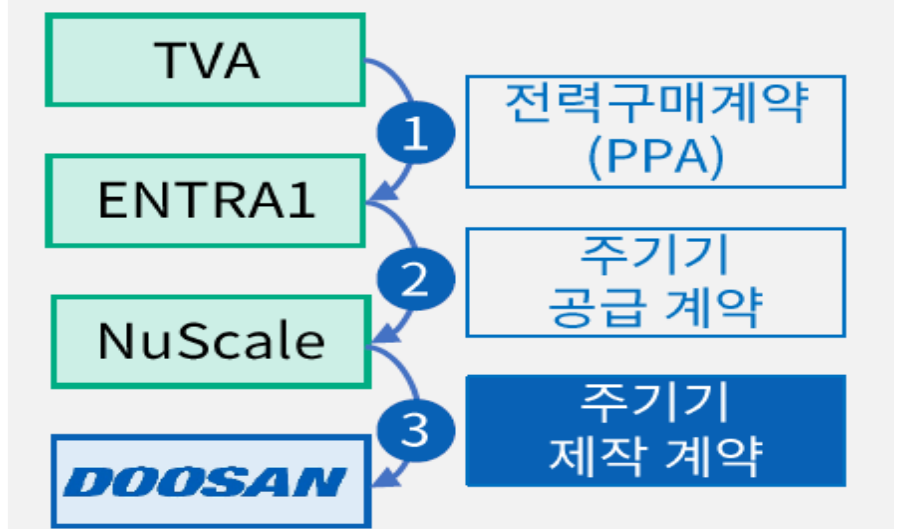 TVA
1
전력구매계약
(PPA)
ENTRA1
2
주기기
공급 계약
NuScale
3
주기기
제작 계약
DOOSAN